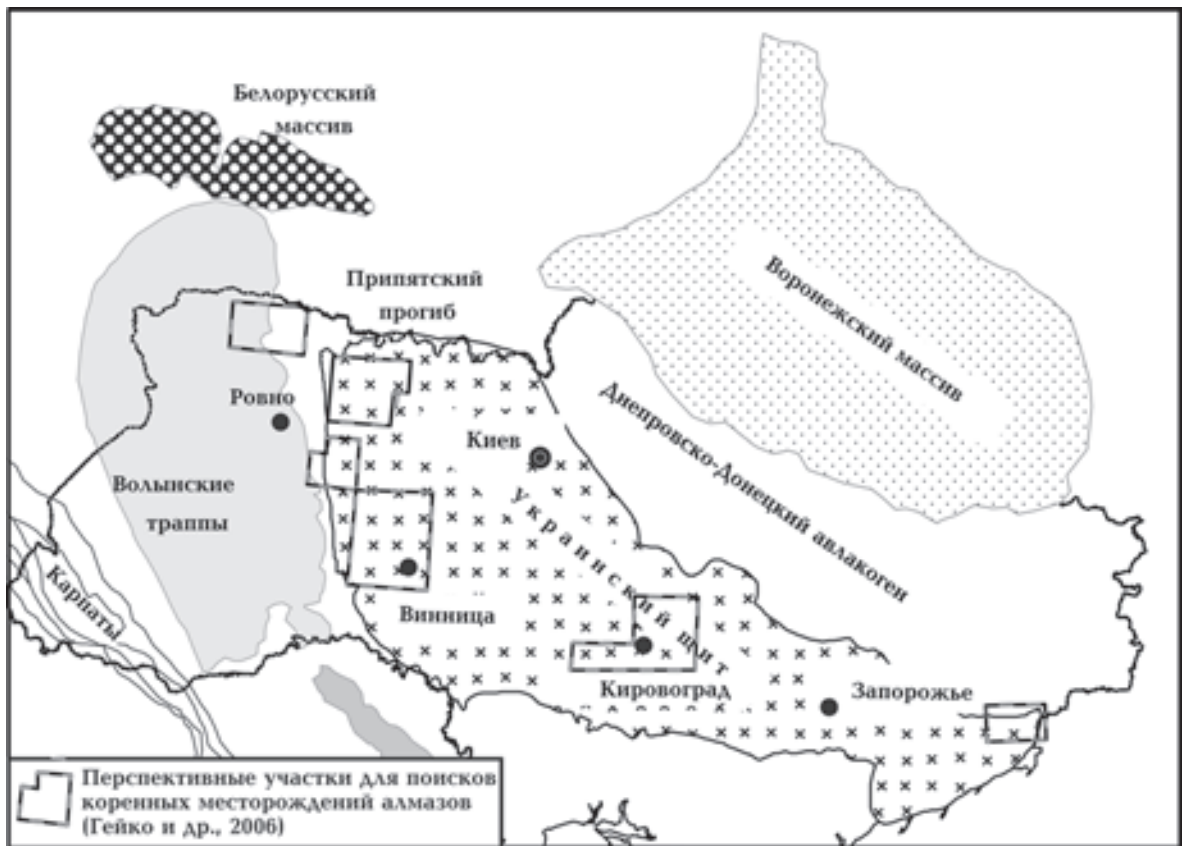 Белорусский
массив
Припятский
прогиб
Воронежский массив
Ровно
Киев
Днепровско-Донецкий авлакоген
Волынские
траппы
украинский щит
Карпаты
Винница
Кировоград
Запорожье
Перспективные участки для поисков
коренных месторождений алмазов
(Гейко и др., 2006)